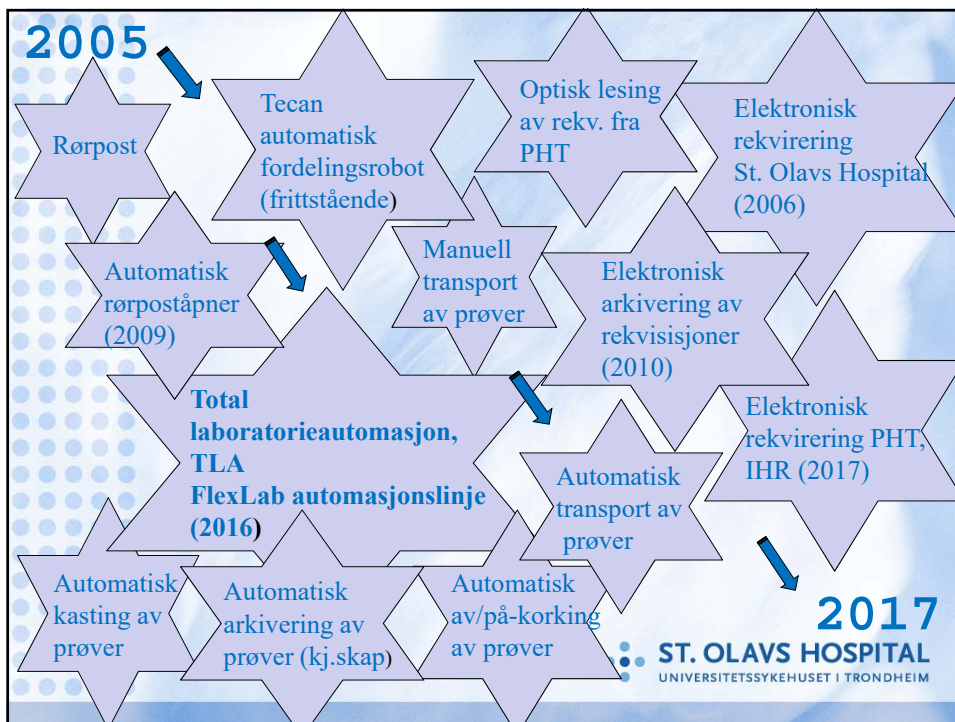 2005
Rørpost
Tecan
automatisk
fordelingsrobot
(frittstående)
Optisk lesing
av rekv. fra
PHT
Elektronisk
rekvirering
St. Olavs Hospital
(2006)
Automatisk
rørpoståpner
(2009)
Manuell
transport
av prøver
Elektronisk
arkivering av
rekvisisjoner
(2010)
Total
laboratorieautomasjon,
TLA
FlexLab automasjonslinje
(2016)
Elektronisk
rekvirering PHT,
IHR (2017)
Automatisk
transport av
prøver
Automatisk
kasting av
prøver
Automatisk
arkivering av
prøver (kj.skap)
Automatisk
av/på-korking
av prøver
2017
ST. OLAVS HOSPITAL
UNIVERSITETSSYKEHUSET I TRONDHEIM